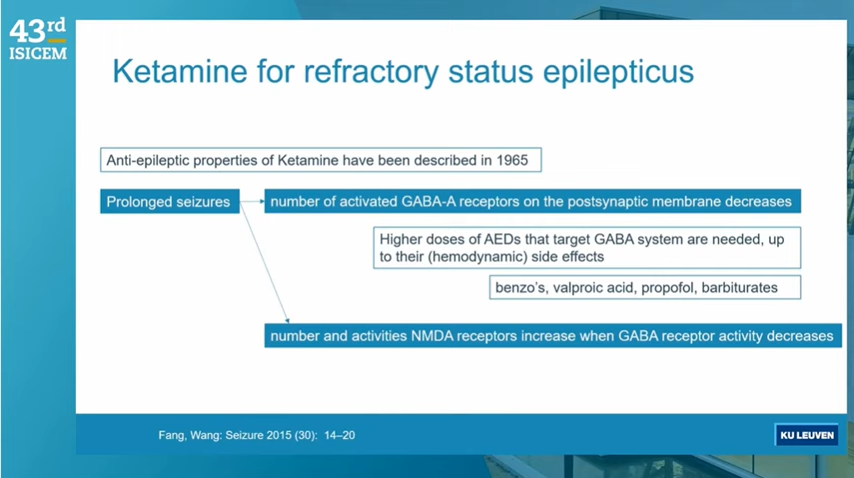 43rd
ISICEM
Ketamine for refractory status epilepticus
Anti-epileptic properties of Ketamine have been described in 1965
Prolonged seizures
number of activated GABA-A receptors on the postsynaptic membrane decreases
Higher doses of AEDs that target GABA system are needed, up
to their (hemodynamic) side effects
benzo's, valproic acid, propofol, barbiturates
number and activities NMDA receptors increase when GABA receptor activity decreases
Fang, Wang: Seizure 2015 (30): 14–20
KU LEUVEN